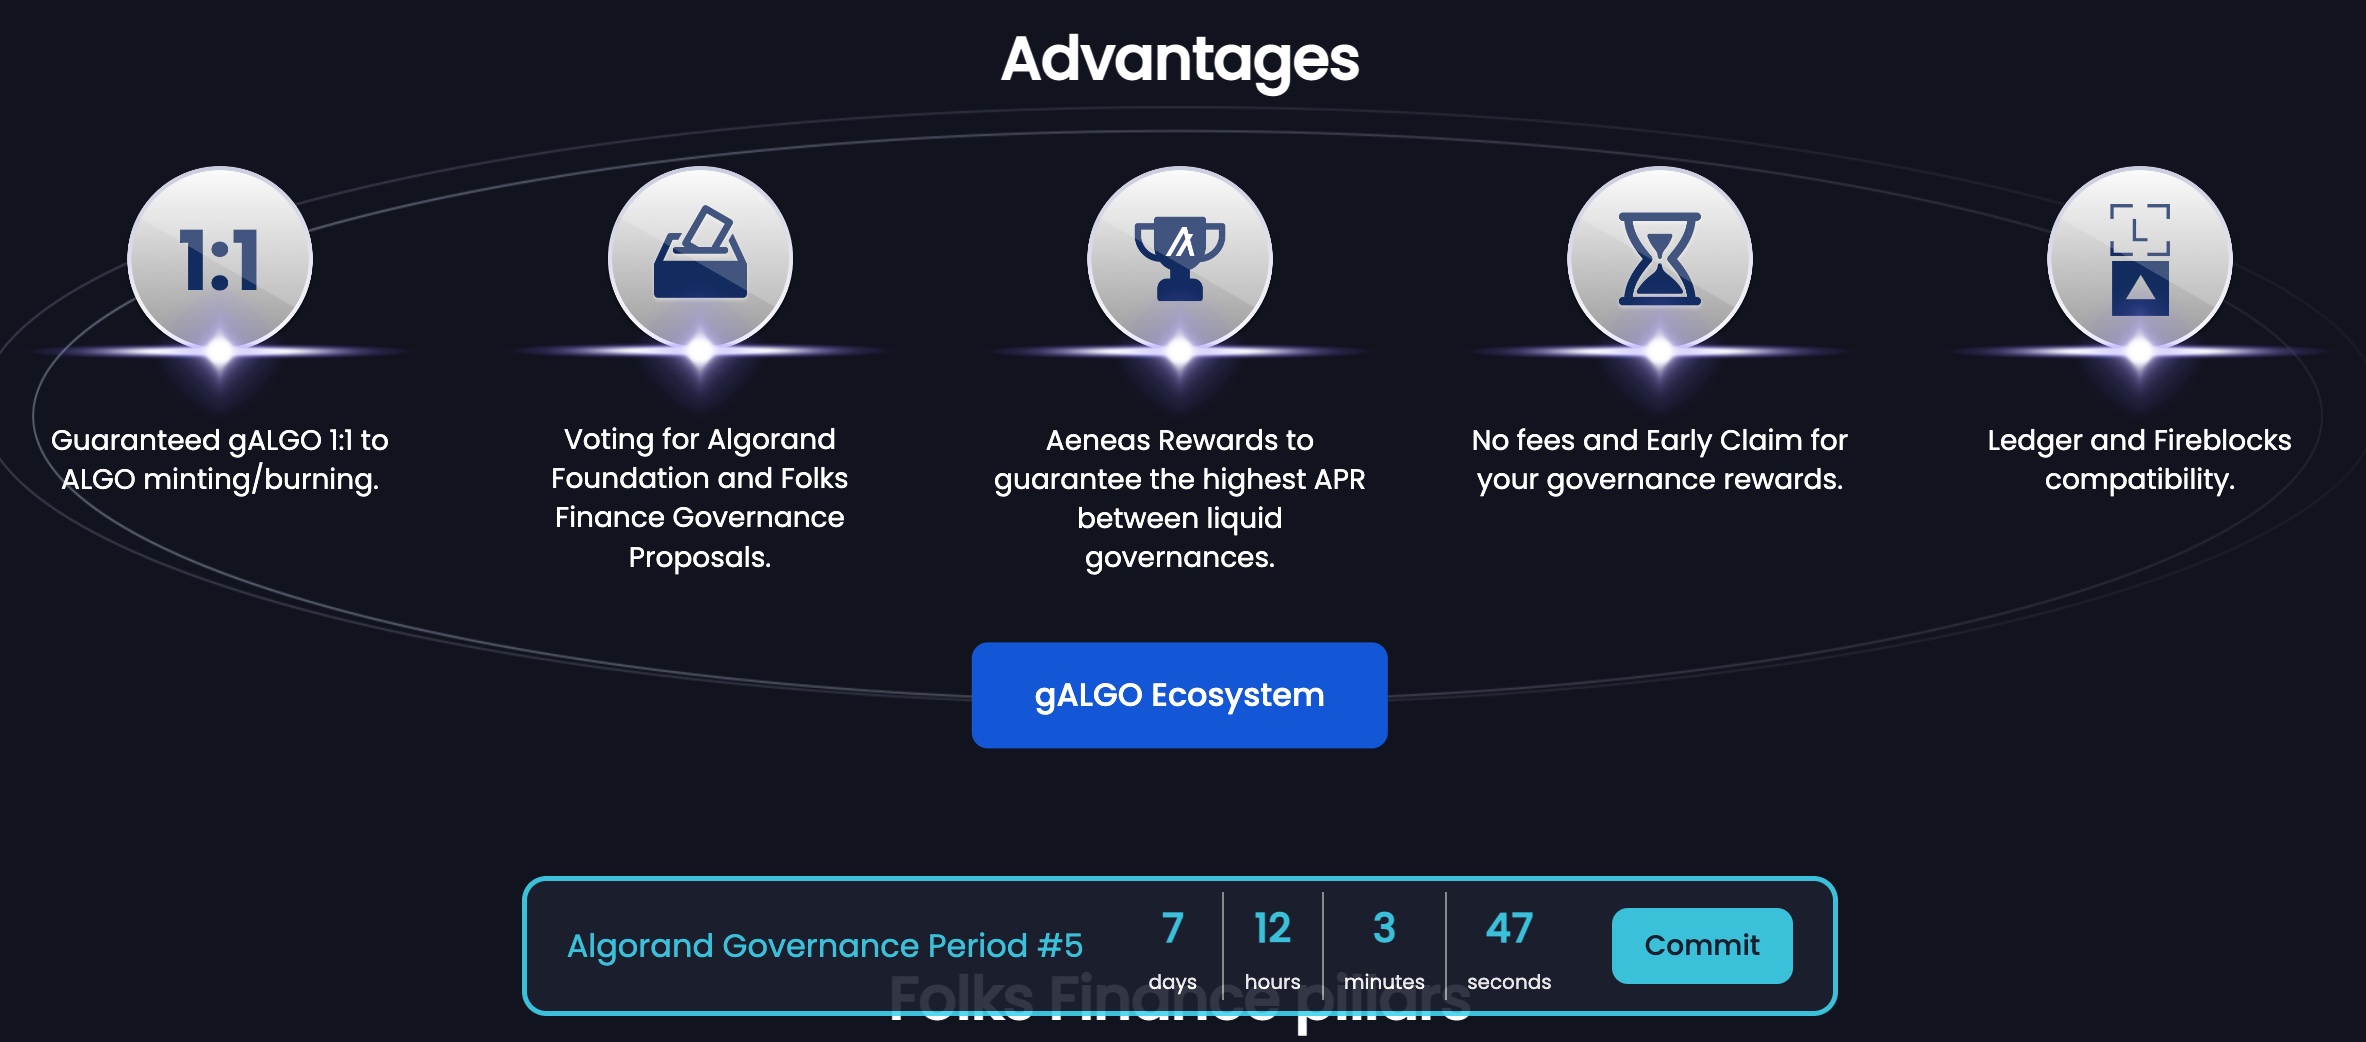 Advantages
1:1
L
Guaranteed gALGO 1:1 to
ALGO minting/burning.
Voting for Algorand
Foundation and Folks
Finance Governance
Proposals.
Aeneas Rewards to
guarantee the highest APR
between liquid
governances.
No fees and Early Claim for
your governance rewards.
Ledger and Fireblocks
compatibility.
gALGO Ecosystem
Algorand Governance Period #5
7 12 3 47
days hours minutes seconds
Commit
Folks Finance pillars